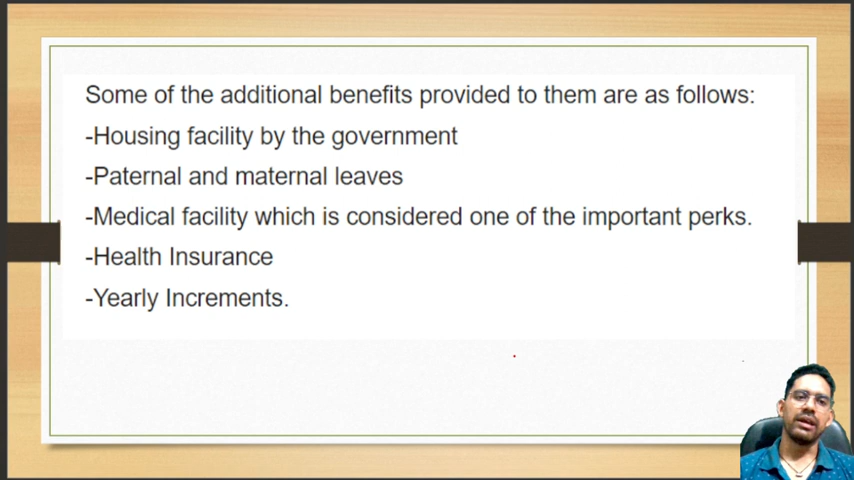 Some of the additional benefits provided to them are as follows:
-Housing facility by the government
-Paternal and maternal leaves
-Medical facility which is considered one of the important perks.
-Health Insurance
-Yearly Increments.